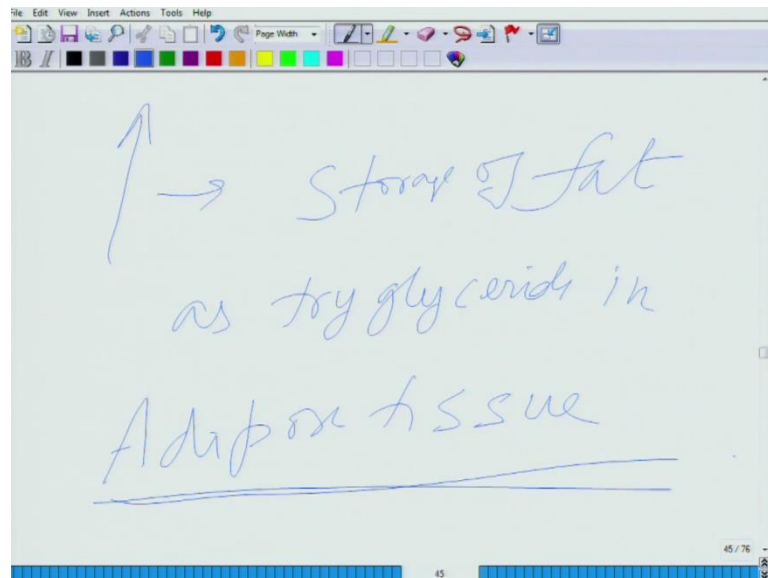 File Edit View Insert Actions Tools Help
Page Width
B I
↑ → Storage of fat
as tryglyceride in
Adipose tissue
45 / 76
45